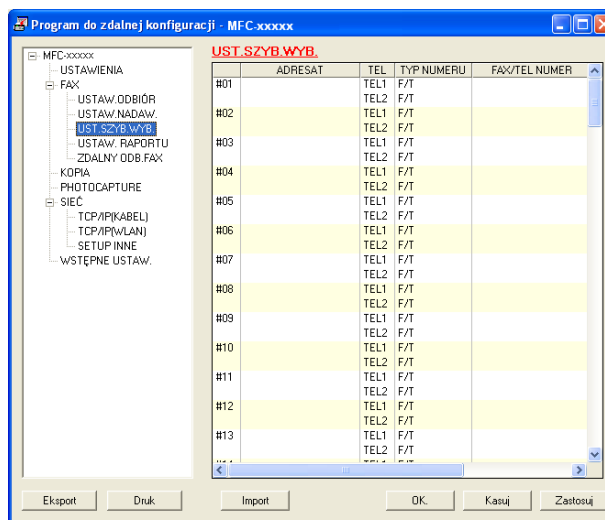 Program do zdalnej konfiguracji - MFC-xxxxx
MFC-xxxxx
USTAWIENIA
FAX
USTAW.ODBIÓR
USTAW.NADAW.
UST.SZYB.WYB.
USTAW. RAPORTU
ZDALNY ODB.FAX
KOPIA
PHOTOCAPTURE
SIEĆ
TCP/IP(KABEL)
TCP/IP(WLAN)
SETUP INNE
WSTĘPNE USTAW.
UST.SZYB.WYB.
ADRESAT TEL TYP NUMERU FAX/TEL NUMER
#01 TEL1 F/T
TEL2 F/T
#02 TEL1 F/T
TEL2 F/T
#03 TEL1 F/T
TEL2 F/T
#04 TEL1 F/T
TEL2 F/T
#05 TEL1 F/T
TEL2 F/T
#06 TEL1 F/T
TEL2 F/T
#07 TEL1 F/T
TEL2 F/T
#08 TEL1 F/T
TEL2 F/T
#09 TEL1 F/T
TEL2 F/T
#10 TEL1 F/T
TEL2 F/T
#11 TEL1 F/T
TEL2 F/T
#12 TEL1 F/T
TEL2 F/T
#13 TEL1 F/T
TEL2 F/T
Eksport Druk Import OK. Kasuj Zastosuj